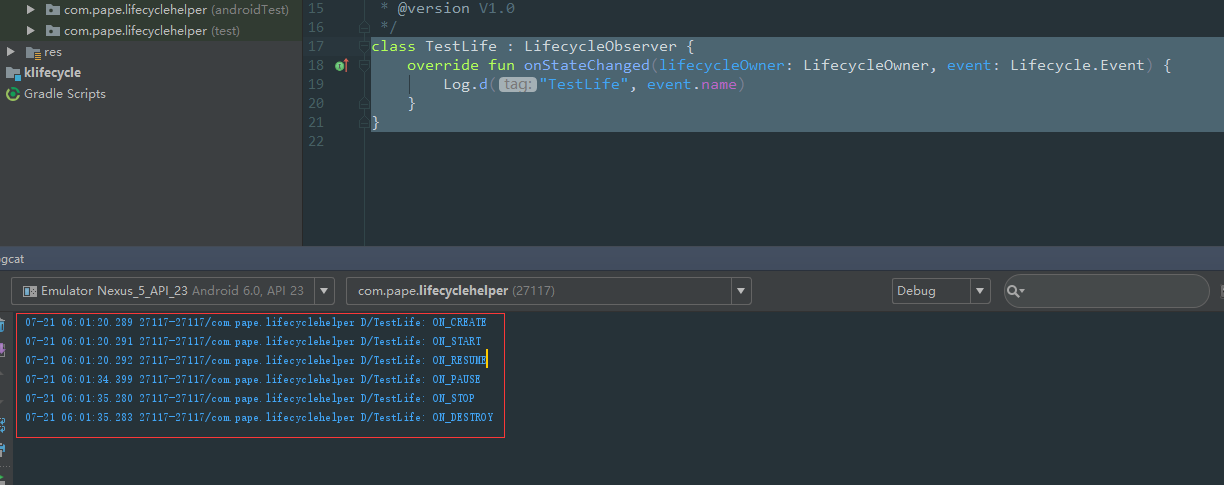 com.pape.lifecyclehelper (androidTest)
com.pape.lifecyclehelper (test)
res
klifecycle
Gradle Scripts
15 * @version V1.0
16 */
17 class TestLife : LifecycleObserver {
18 override fun onStateChanged(lifecycleOwner: LifecycleOwner, event: Lifecycle.Event) {
19 Log.d( tag: "TestLife", event.name)
20 }
21 }
22
gcat
Emulator Nexus_5_API_23 Android 6.0, API 23
com.pape.lifecyclehelper (27117)
Debug
07-21 06:01:20.289 27117-27117/com.pape.lifecyclehelper D/TestLife: ON_CREATE
07-21 06:01:20.291 27117-27117/com.pape.lifecyclehelper D/TestLife: ON_START
07-21 06:01:20.292 27117-27117/com.pape.lifecyclehelper D/TestLife: ON_RESUME
07-21 06:01:34.399 27117-27117/com.pape.lifecyclehelper D/TestLife: ON_PAUSE
07-21 06:01:35.280 27117-27117/com.pape.lifecyclehelper D/TestLife: ON_STOP
07-21 06:01:35.283 27117-27117/com.pape.lifecyclehelper D/TestLife: ON_DESTROY